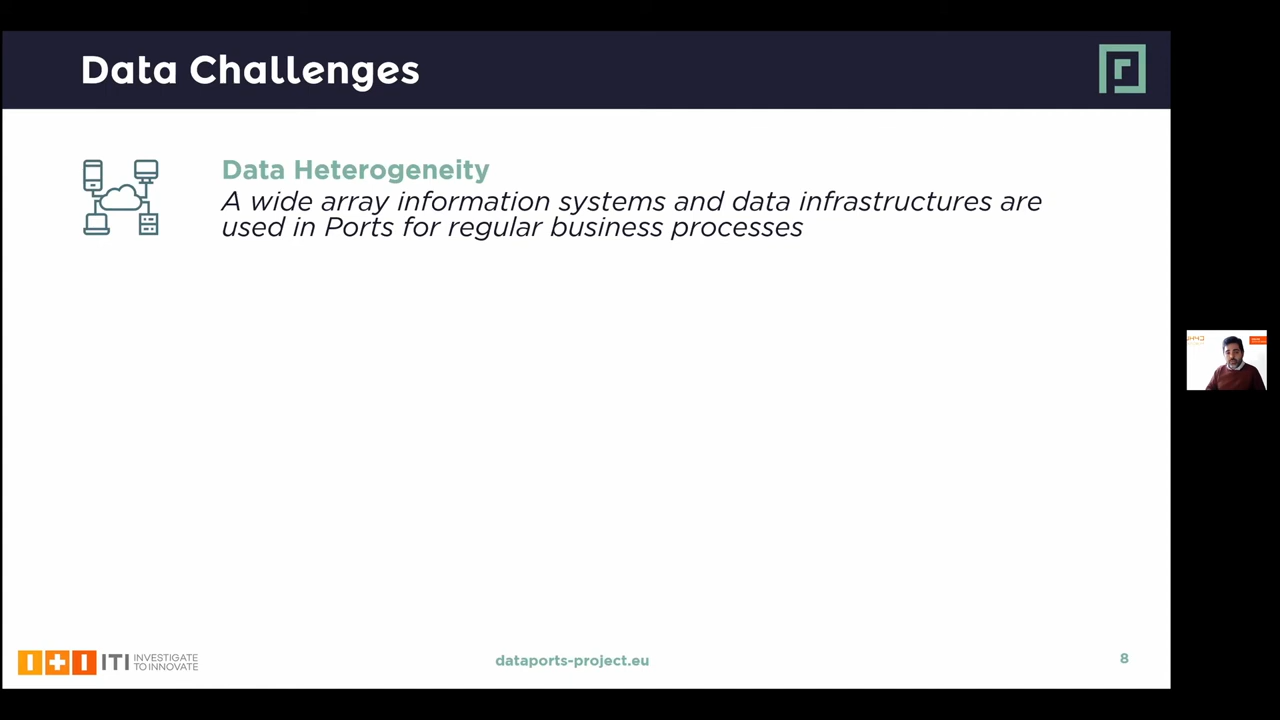 Data Challenges
Data Heterogeneity
A wide array information systems and data infrastructures are
used in Ports for regular business processes
I+I ITI INVESTIGATE
TO INNOVATE
dataports-project.eu
8